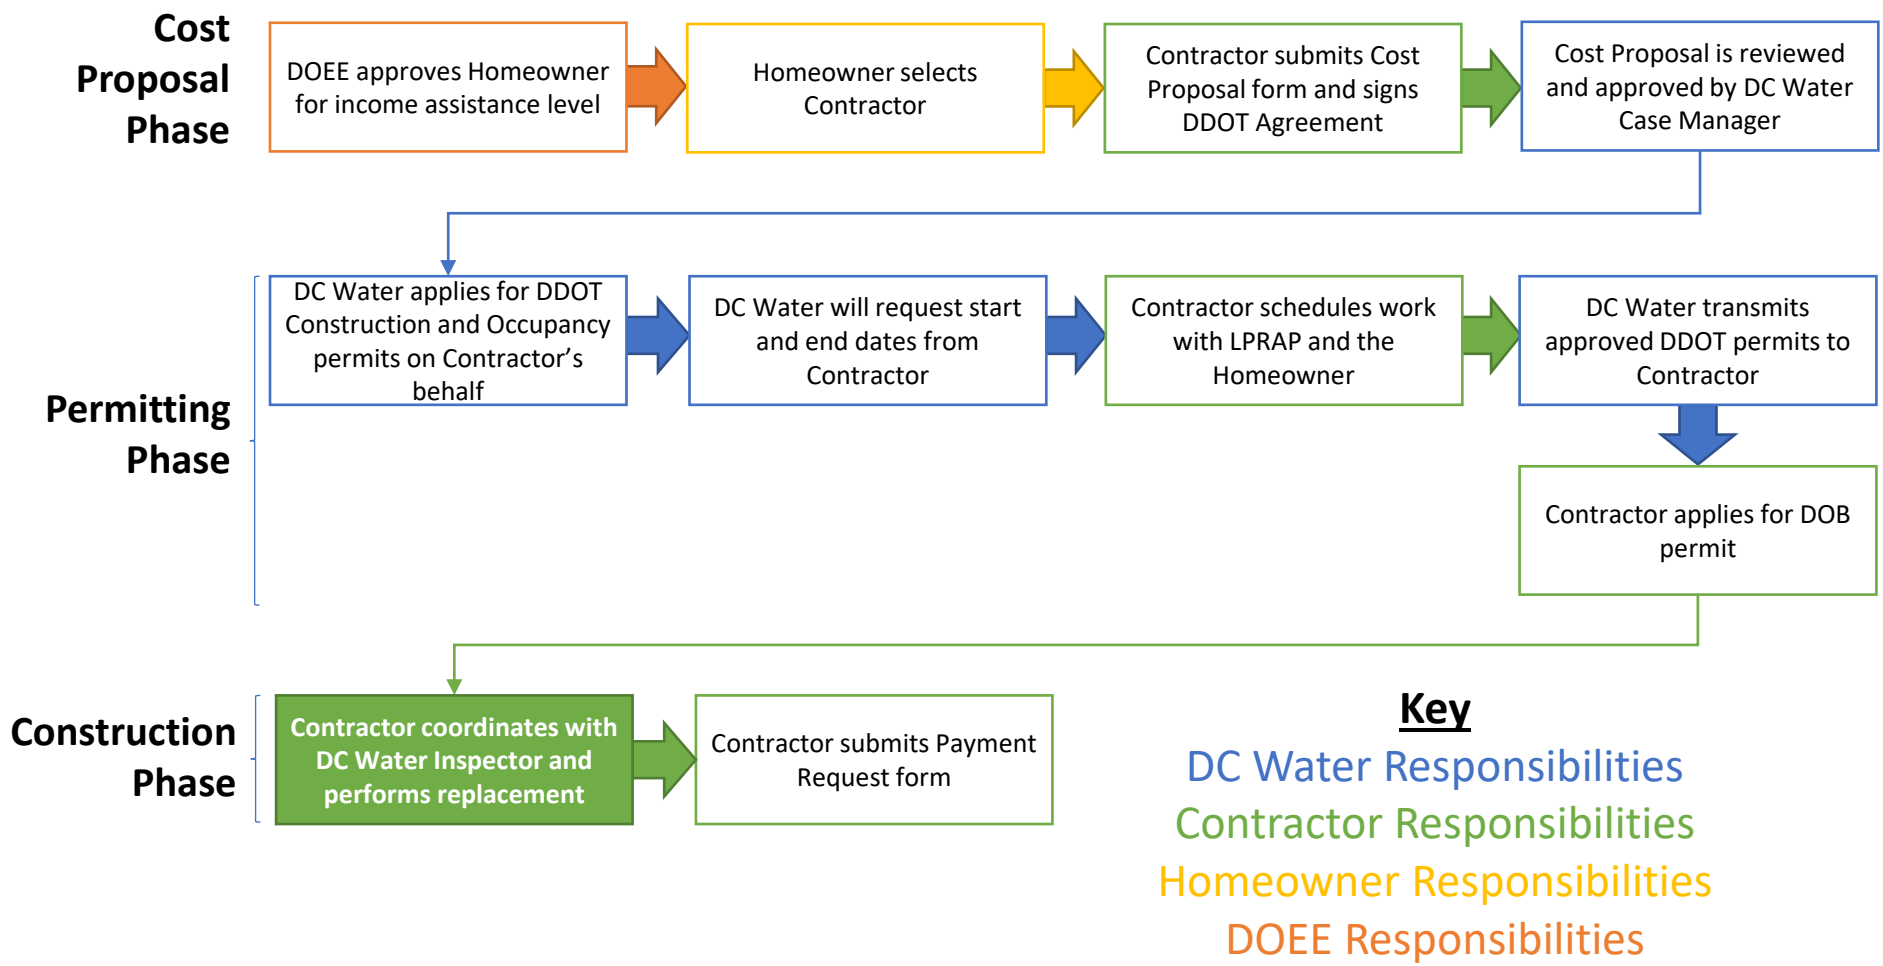 Cost
Proposal
Phase
DOEE approves Homeowner
for income assistance level
Homeowner selects
Contractor
Contractor submits Cost
Proposal form and signs
DDOT Agreement
Cost Proposal is reviewed
and approved by DC Water
Case Manager
Permitting
Phase
DC Water applies for DDOT
Construction and Occupancy
permits on Contractor’s
behalf
DC Water will request start
and end dates from
Contractor
Contractor schedules work
with LPRAP and the
Homeowner
DC Water transmits
approved DDOT permits to
Contractor
Contractor applies for DOB
permit
Construction
Phase
Contractor coordinates with
DC Water Inspector and
performs replacement
Contractor submits Payment
Request form
Key
DC Water Responsibilities
Contractor Responsibilities
Homeowner Responsibilities
DOEE Responsibilities